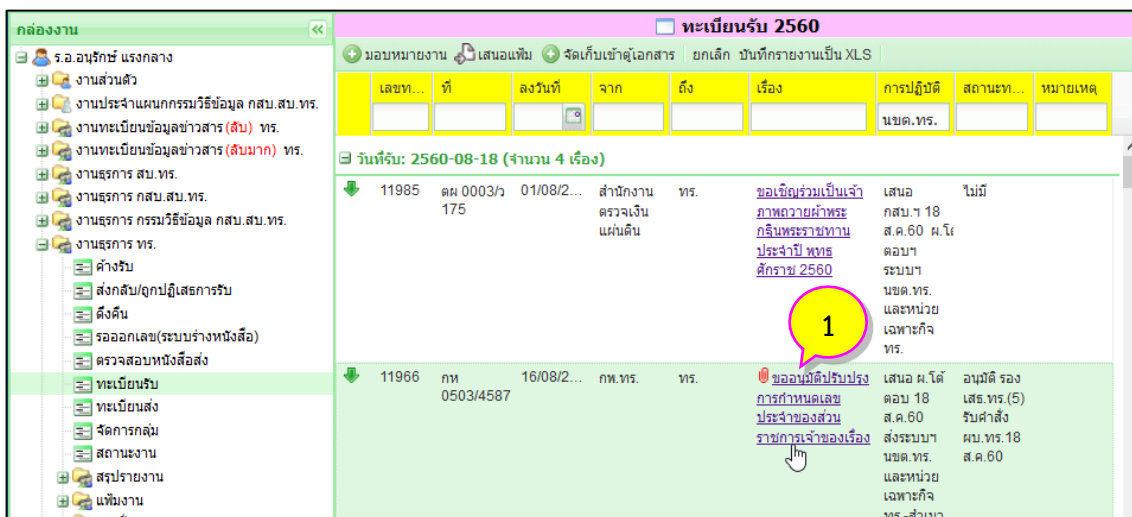 กล่องงาน
ร.อ.อนุรักษ์ แรงกลาง
งานส่วนตัว
งานประจำแผนกกรรมวิธีข้อมูล กสบ.สบ.ทร.
งานทะเบียนข้อมูลข่าวสาร(ลับ) ทร.
งานทะเบียนข้อมูลข่าวสาร(ลับมาก) ทร.
งานธุรการ สบ.ทร.
งานธุรการ กสบ.สบ.ทร.
งานธุรการ กรรมวิธีข้อมูล กสบ.สบ.ทร.
งานธุรการ ทร.
ค้างรับ
ส่งกลับ/ถูกปฏิเสธการรับ
ดึงคืน
รอออกเลข(ระบบร่างหนังสือ)
ตรวจสอบหนังสือส่ง
ทะเบียนรับ
ทะเบียนส่ง
จัดการกลุ่ม
สถานะงาน
สรุปรายงาน
แฟ้มงาน
ทะเบียนรับ 2560
มอบหมายงาน เสนอแฟ้ม จัดเก็บเข้าตู้เอกสาร ยกเลิก บันทึกรายงานเป็น XLS
เลขท... ที่ ลงวันที่ จาก ถึง เรื่อง การปฏิบัติ สถานะท... หมายเหตุ
นขต.ทร.
วันที่รับ: 2560-08-18 (จำนวน 4 เรื่อง)
11985 ตผ 0003/ว 01/08/2... สำนักงาน ทร. ขอเชิญร่วมเป็นเจ้า เสนอ ไม่มี
175 ตรวจเงิน ภาพถวายผ้าพระ กสบ.ฯ 18
แผ่นดิน กฐินพระราชทาน ส.ค.60 ผ.โต้
ประจำปี พุทธ ตอบฯ
ศักราช 2560 ระบบฯ
นขต.ทร.
และหน่วย
เฉพาะกิจ
ทร.
1
11966 กห 16/08/2... กพ.ทร. ทร. ขออนุมัติปรับปรุง เสนอ ผ.โต้ อนุมัติ รอง
0503/4587 การกำหนดเลข ตอบ 18 เสธ.ทร.(5)
ประจำของส่วน ส.ค.60 รับคำสั่ง
ราชการเจ้าของเรื่อง ส่งระบบฯ ผบ.ทร.18
นขต.ทร. ส.ค.60
และหน่วย
เฉพาะกิจ
ทร.-สำเนา